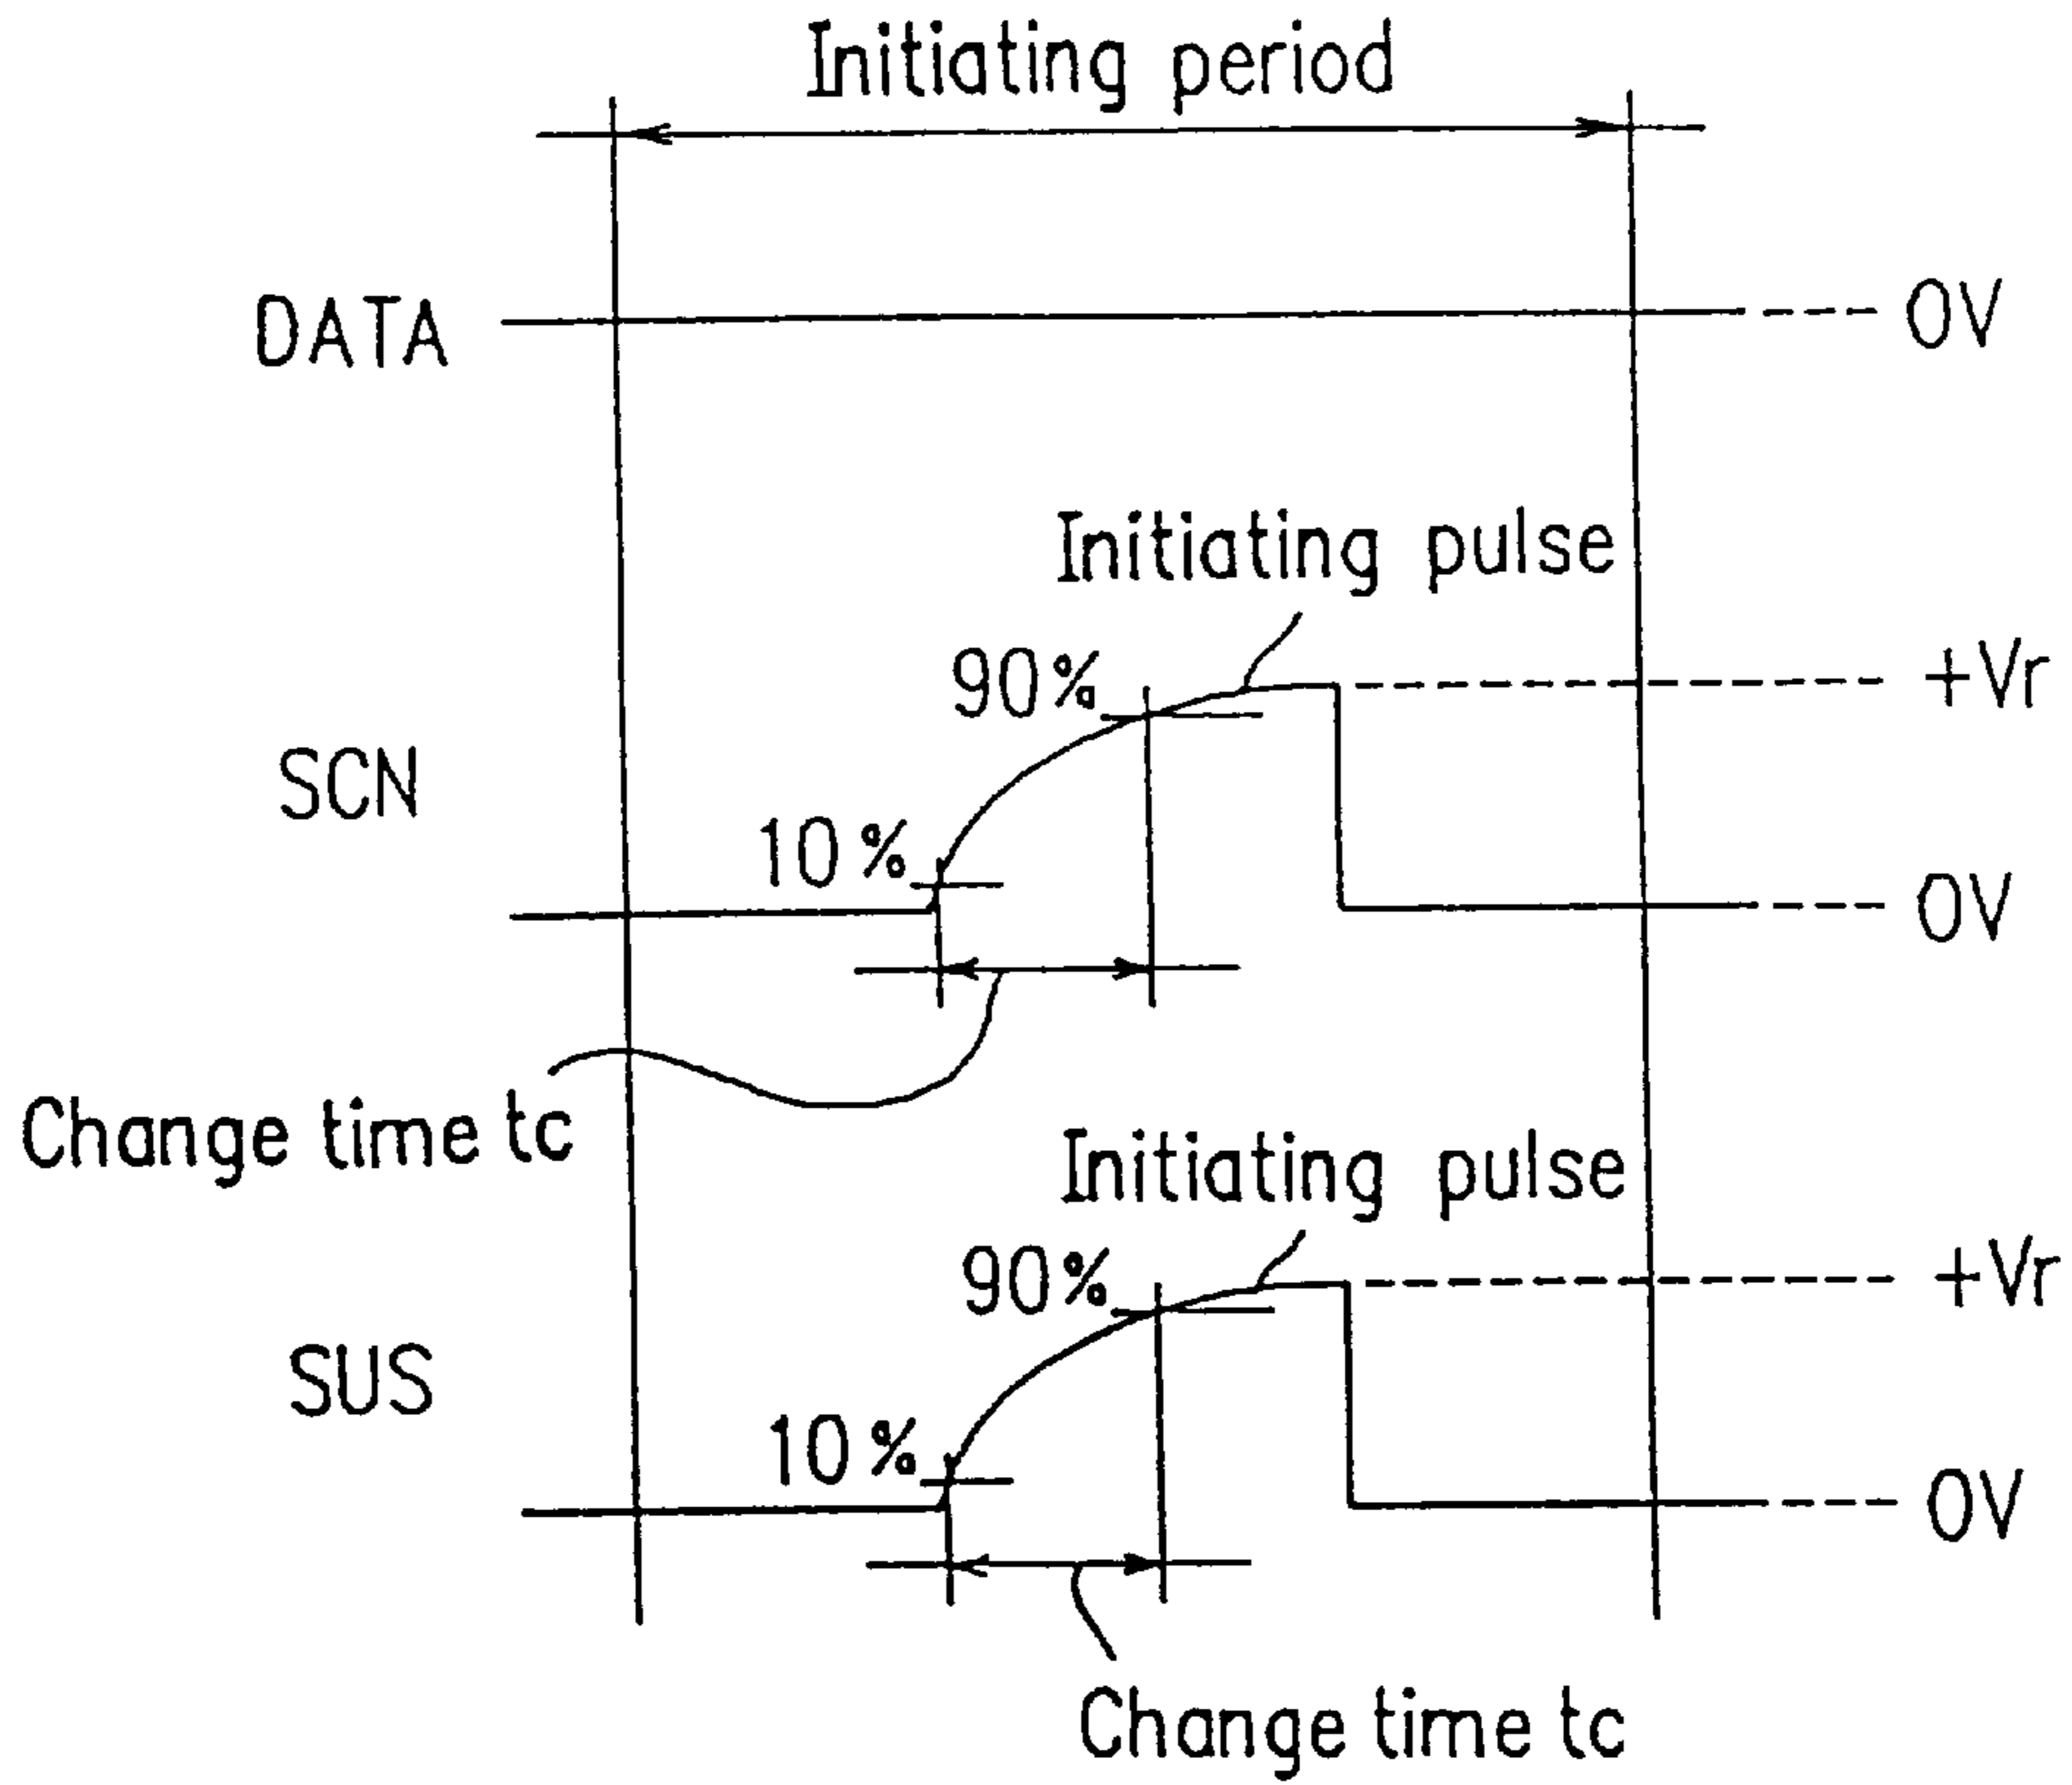 Initiating period
DATA
0V
Initiating pulse
90%
+Vr
SCN
10%
0V
Change time tc
Initiating pulse
90%
+Vr
SUS
10%
0V
Change time tc